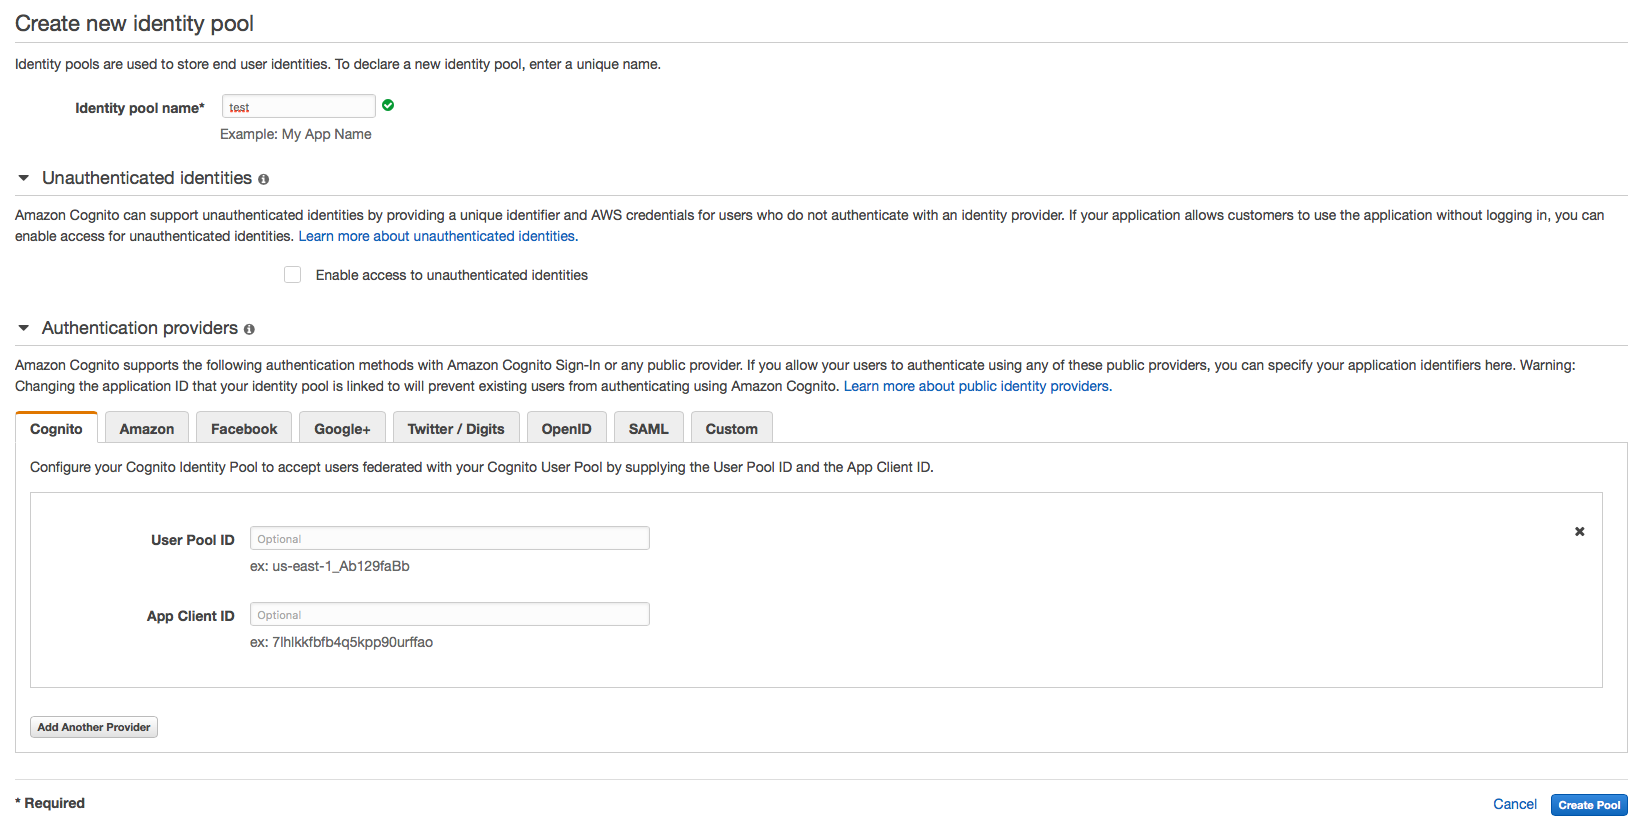 Create new identity pool
Identity pools are used to store end user identities. To declare a new identity pool, enter a unique name.
Identity pool name* test
Example: My App Name
Unauthenticated identities
Amazon Cognito can support unauthenticated identities by providing a unique identifier and AWS credentials for users who do not authenticate with an identity provider. If your application allows customers to use the application without logging in, you can
enable access for unauthenticated identities. Learn more about unauthenticated identities.
Enable access to unauthenticated identities
Authentication providers
Amazon Cognito supports the following authentication methods with Amazon Cognito Sign-In or any public provider. If you allow your users to authenticate using any of these public providers, you can specify your application identifiers here. Warning:
Changing the application ID that your identity pool is linked to will prevent existing users from authenticating using Amazon Cognito. Learn more about public identity providers.
Cognito Amazon Facebook Google+ Twitter / Digits OpenID SAML Custom
Configure your Cognito Identity Pool to accept users federated with your Cognito User Pool by supplying the User Pool ID and the App Client ID.
User Pool ID Optional
ex: us-east-1_Ab129faBb
App Client ID Optional
ex: 7lhlkkfbfb4q5kpp90urffao
Add Another Provider
* Required
Cancel Create Pool